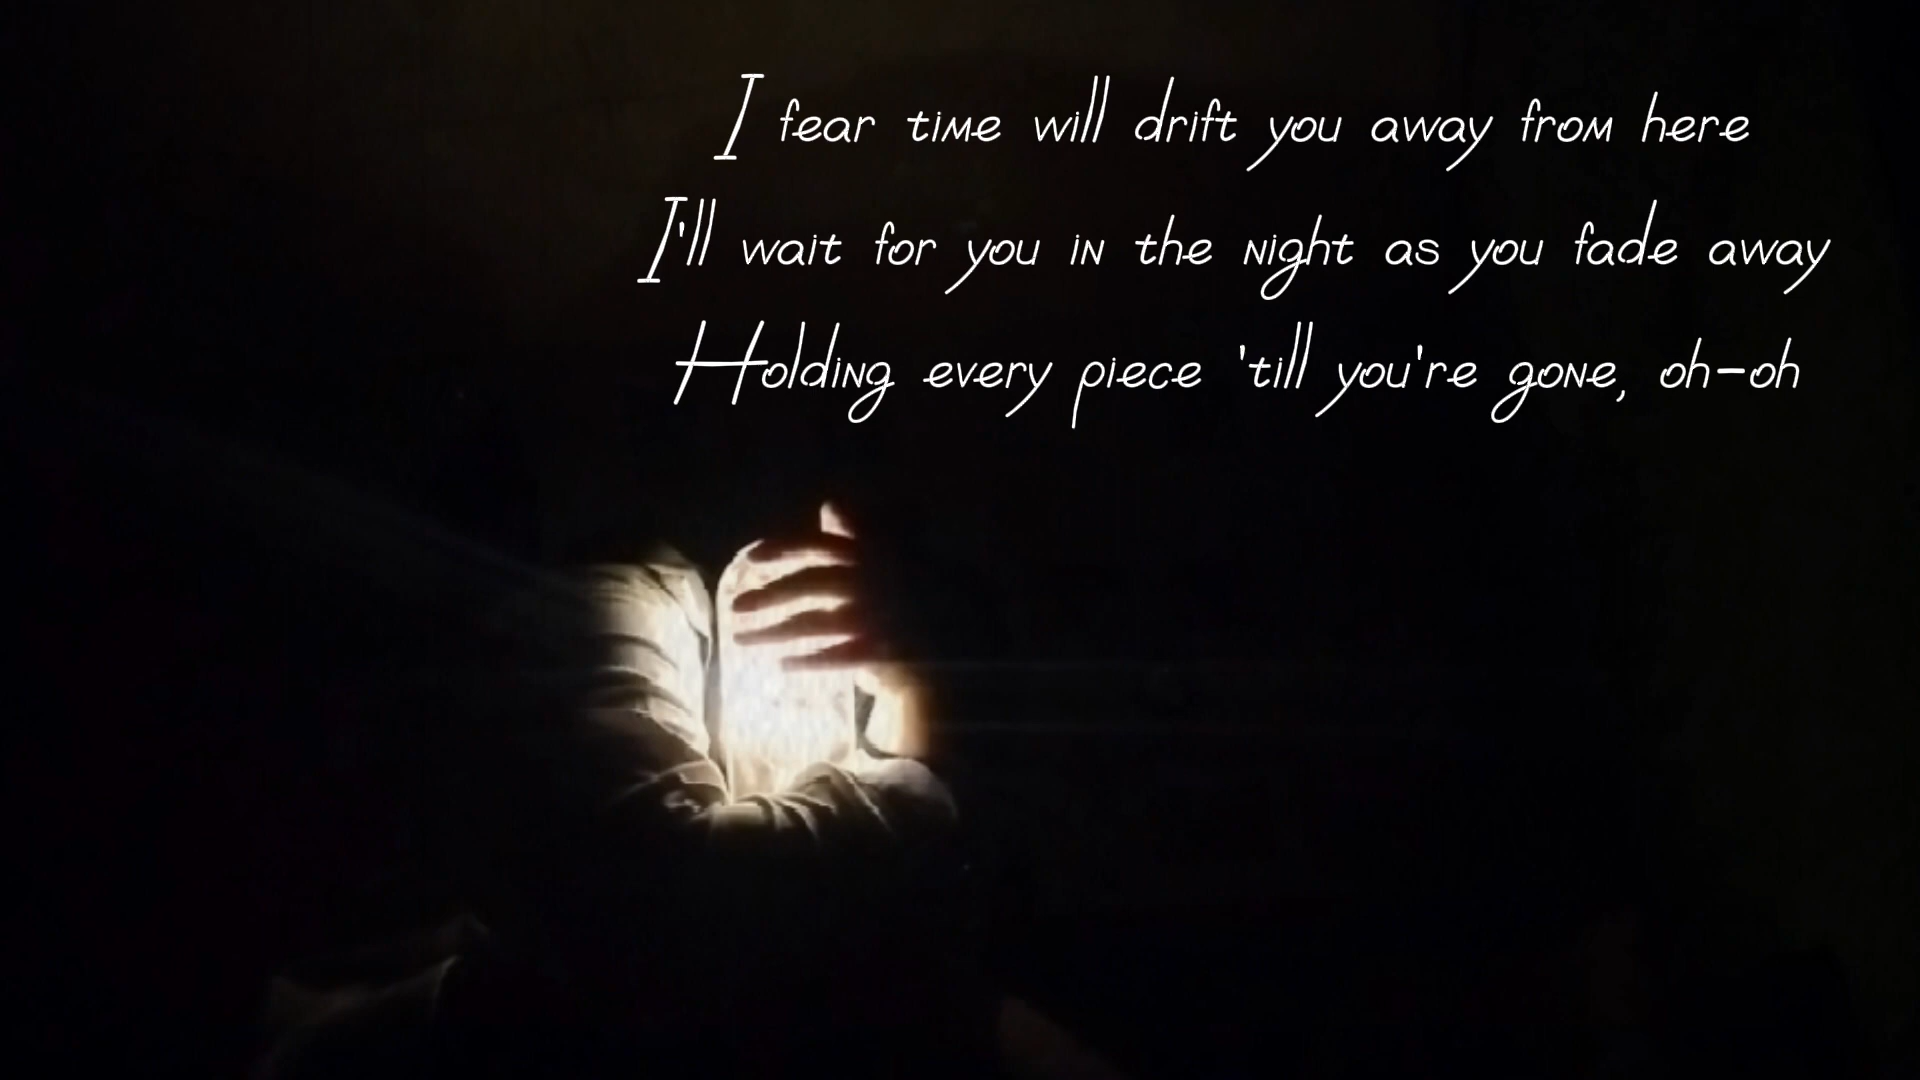 I fear time will drift you away from here
I'll wait for you in the night as you fade away
Holding every piece 'till you're gone, oh-oh